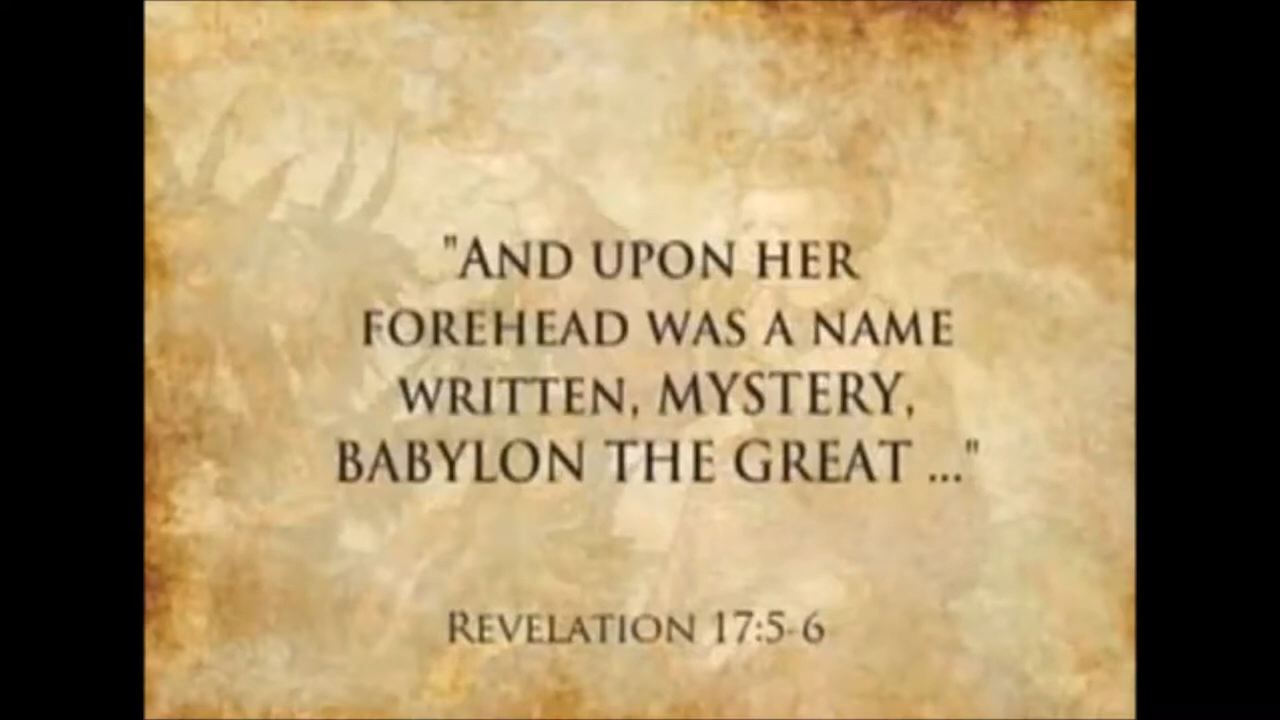 "AND UPON HER
FOREHEAD WAS A NAME
WRITTEN, MYSTERY,
BABYLON THE GREAT ..."
REVELATION 17:5-6